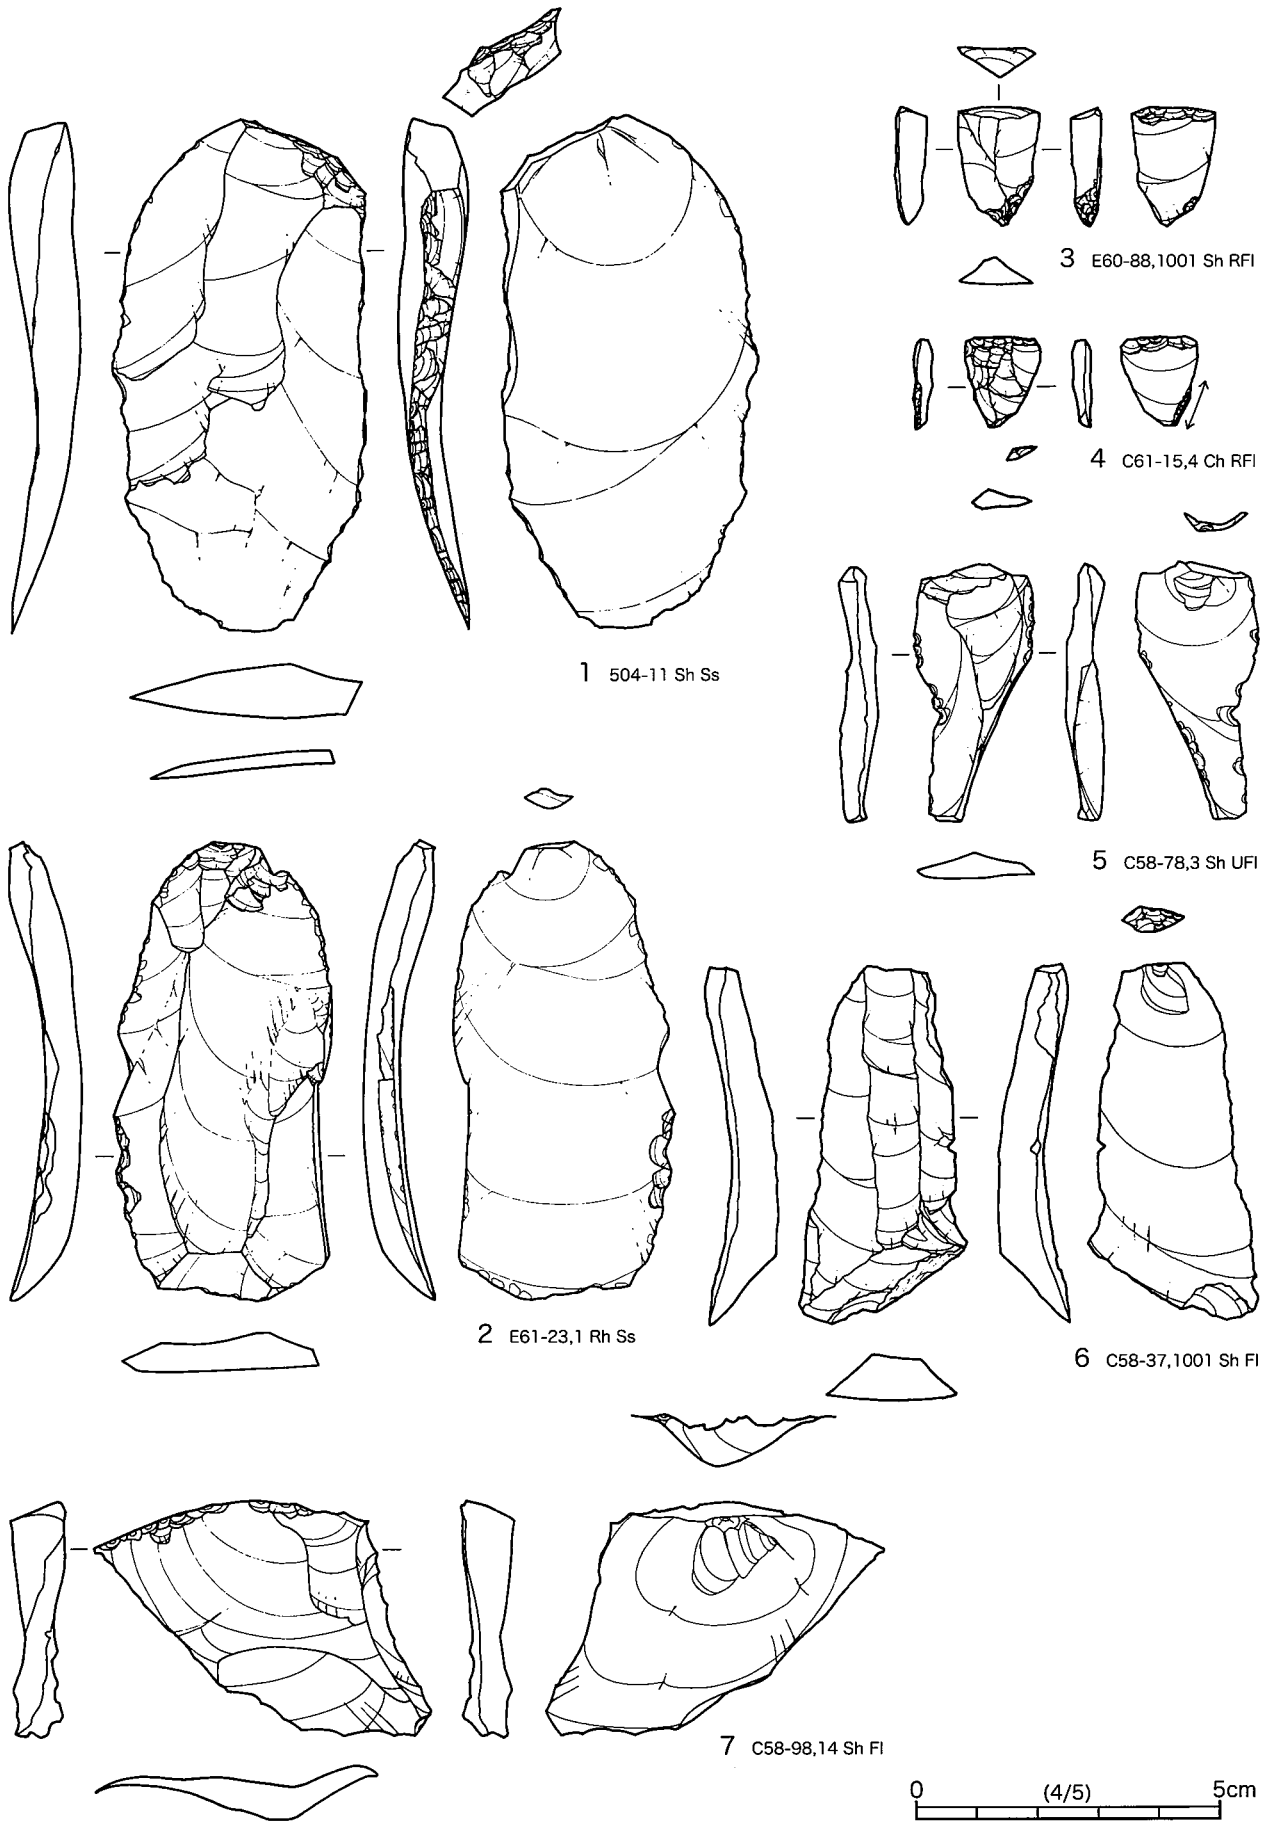 1 504-11 Sh Ss
2 E61-23,1 Rh Ss
3 E60-88,1001 Sh RFl
4 C61-15,4 Ch RFl
5 C58-78,3 Sh UFl
6 C58-37,1001 Sh Fl
7 C58-98,14 Sh Fl
0 (4/5) 5cm